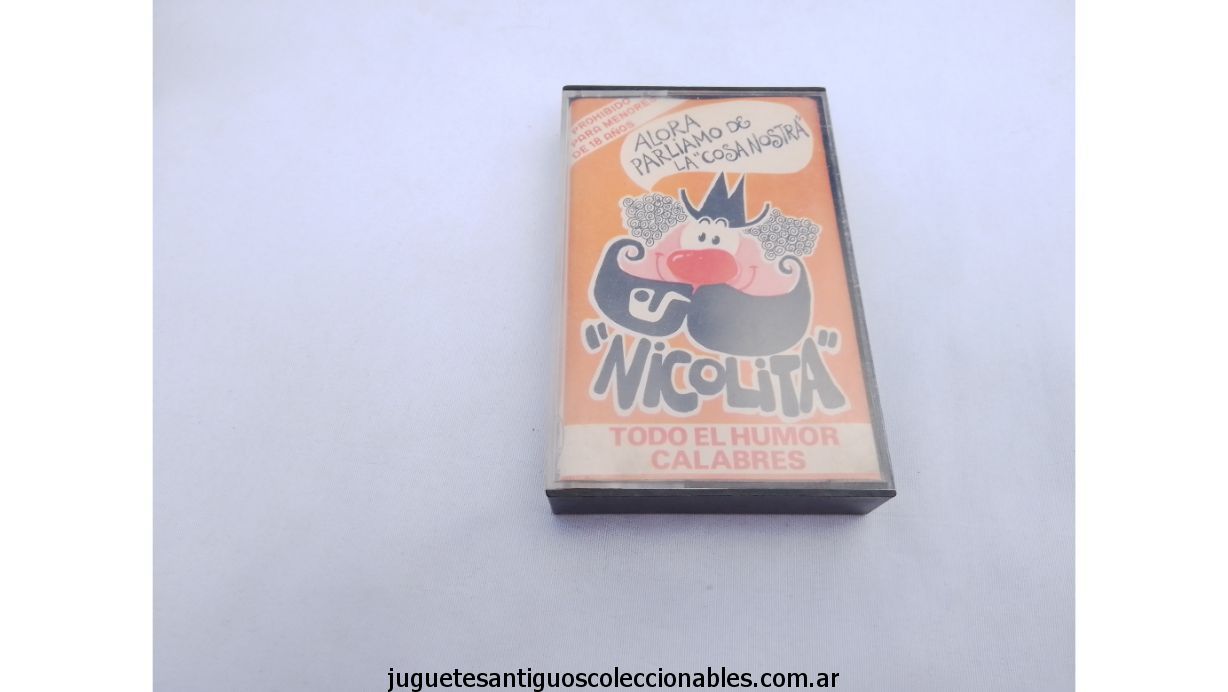 PROHIBIDO
PARA MENORES
DE 18 AÑOS
ALORA
PARLIAMO DE
LA "COSA NOSTRA"
"NICOLITA"
TODO EL HUMOR
CALABRES
juguetesantiguoscoleccionables.com.ar